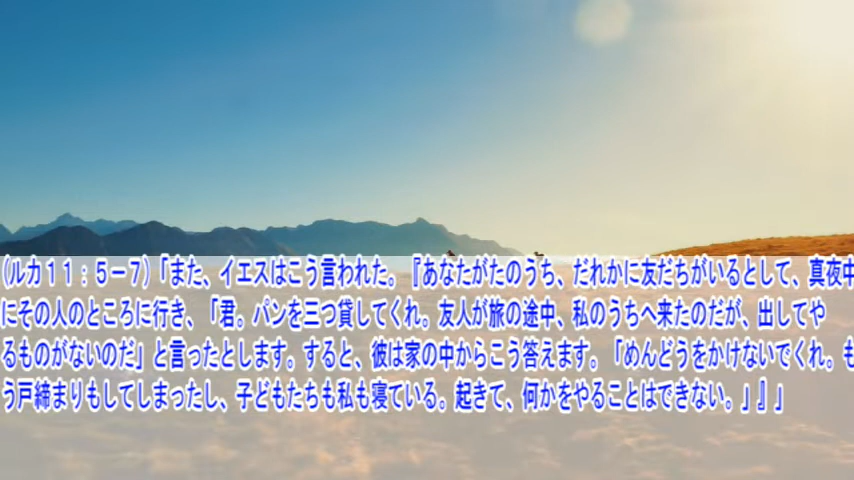 (ルカ１１：５－７)「また、イエスはこう言われた。『あなたがたのうち、だれかに友だちがいるとして、真夜中
にその人のところに行き、「君。パンを三つ貸してくれ。友人が旅の途中、私のうちへ来たのだが、出してや
るものがないのだ」と言ったとします。すると、彼は家の中からこう答えます。「めんどうをかけないでくれ。も
う戸締まりもしてしまったし、子どもたちも私も寝ている。起きて、何かをやることはできない。」』」